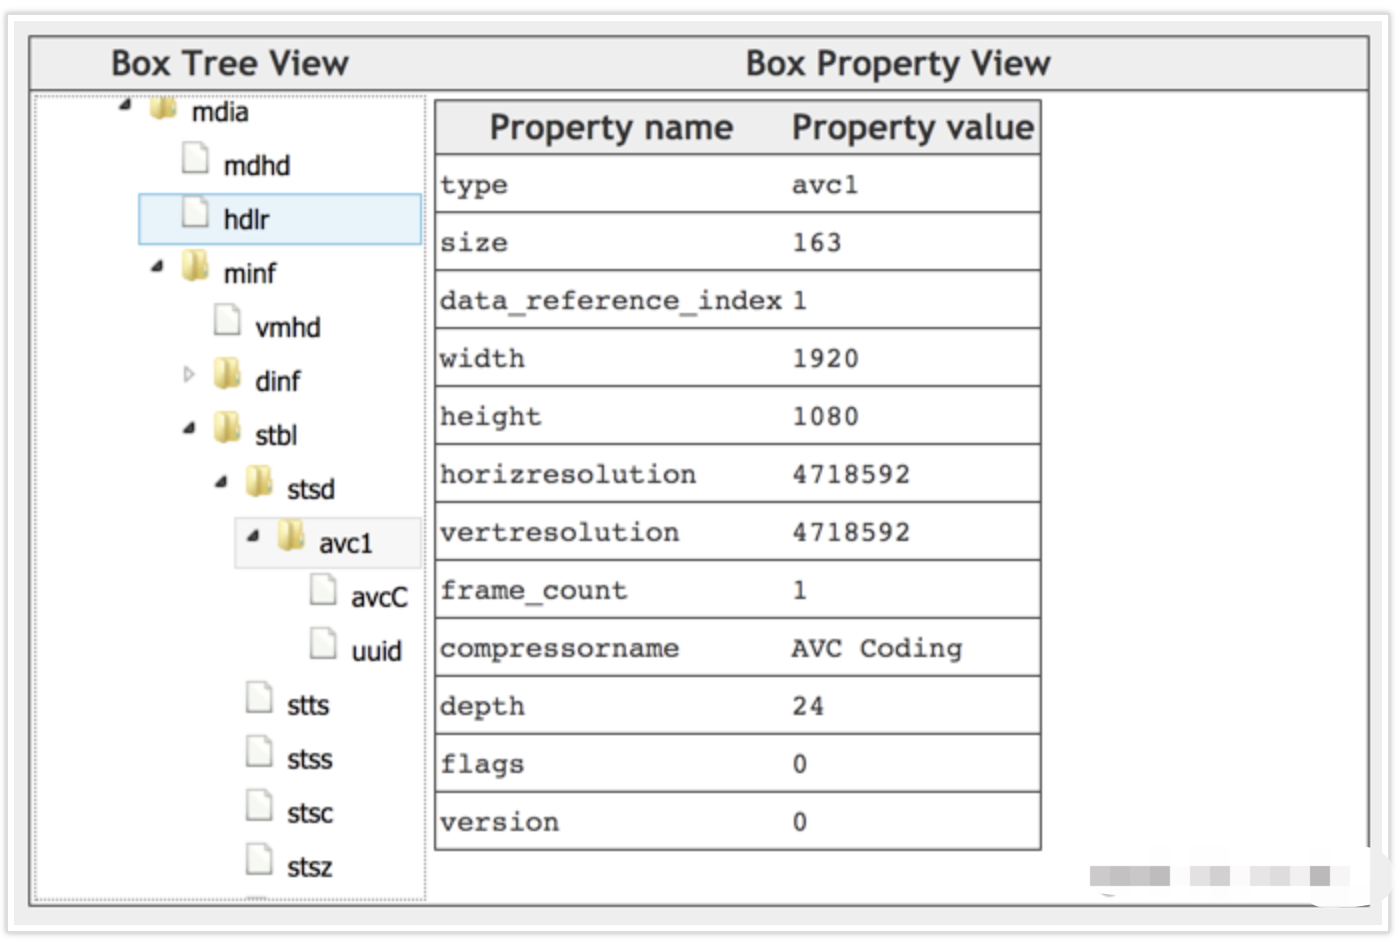 Box Tree View
Box Property View
mdia
mdhd
hdlr
minf
vmhd
dinf
stbl
stsd
avc1
avcC
uuid
stts
stss
stsc
stsz
Property name Property value
type avc1
size 163
data_reference_index 1
width 1920
height 1080
horizresolution 4718592
vertresolution 4718592
frame_count 1
compressorname AVC Coding
depth 24
flags 0
version 0